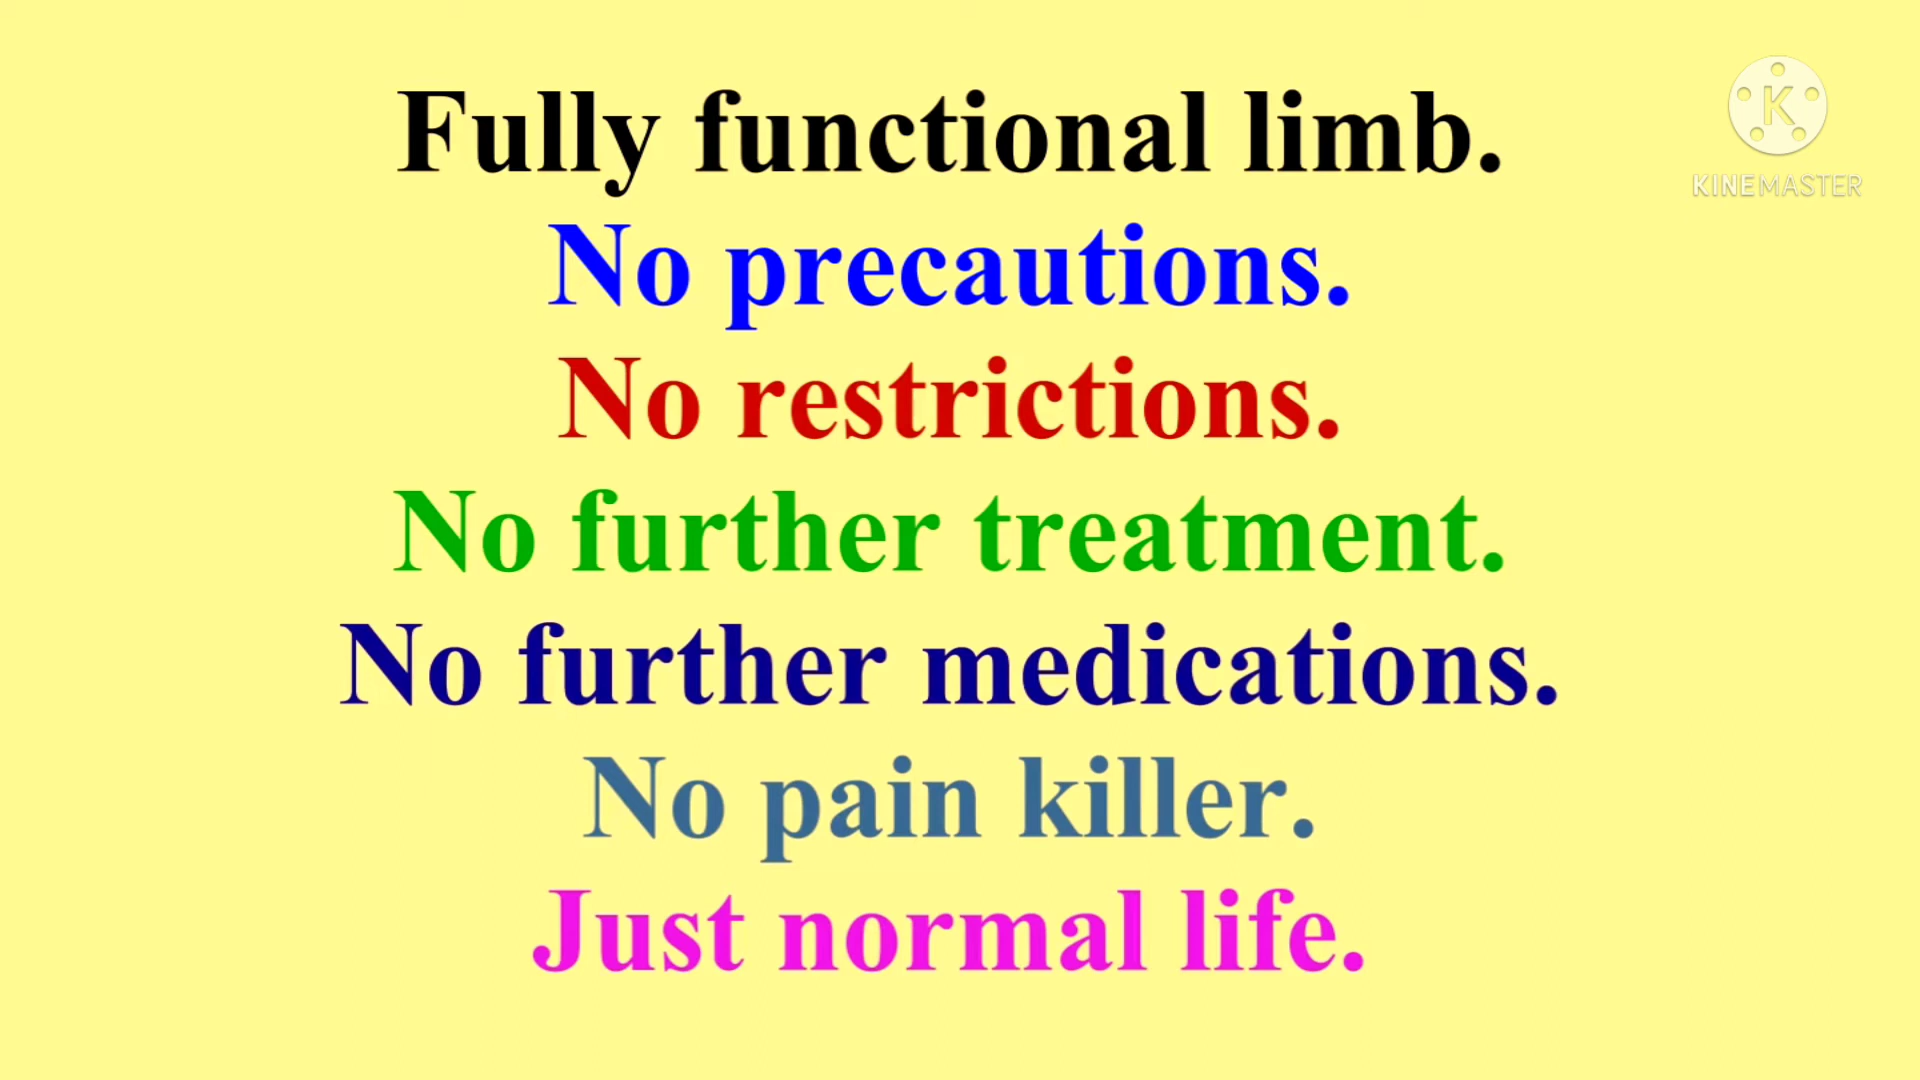 Fully functional limb.
No precautions.
No restrictions.
No further treatment.
No further medications.
No pain killer.
Just normal life.
K
KINEMASTER